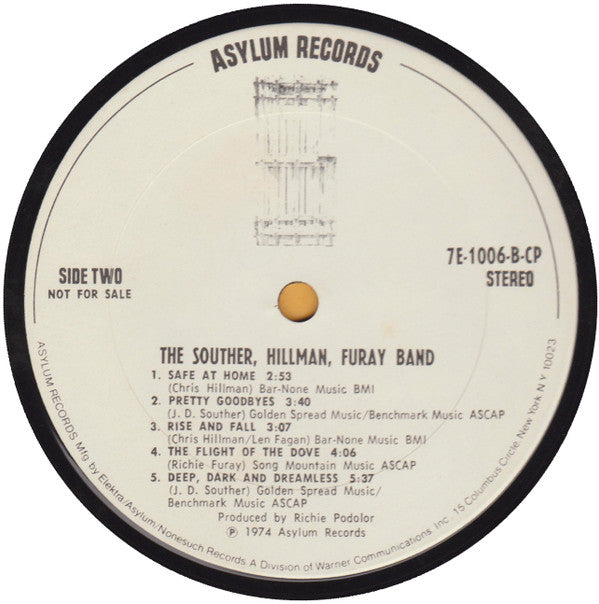 ASYLUM RECORDS
7E-1006-B-CP
STEREO
SIDE TWO
NOT FOR SALE
THE SOUTHER, HILLMAN, FURAY BAND
1. SAFE AT HOME 2:53
(Chris Hillman) Bar-None Music BMI
2. PRETTY GOODBYES 3:40
(J. D. Souther) Golden Spread Music/Benchmark Music ASCAP
3. RISE AND FALL 3:07
(Chris Hillman/Len Fagan) Bar-None Music BMI
4. THE FLIGHT OF THE DOVE 4:06
(Richie Furay) Song Mountain Music ASCAP
5. DEEP, DARK AND DREAMLESS 5:37
(J. D. Souther) Golden Spread Music/
Benchmark Music ASCAP
Produced by Richie Podolor
℗ 1974 Asylum Records
ASYLUM RECORDS Mfg. by Elektra/Asylum/Nonesuch Records. A Division of Warner Communications Inc. 15 Columbus Circle, New York, N Y 10023